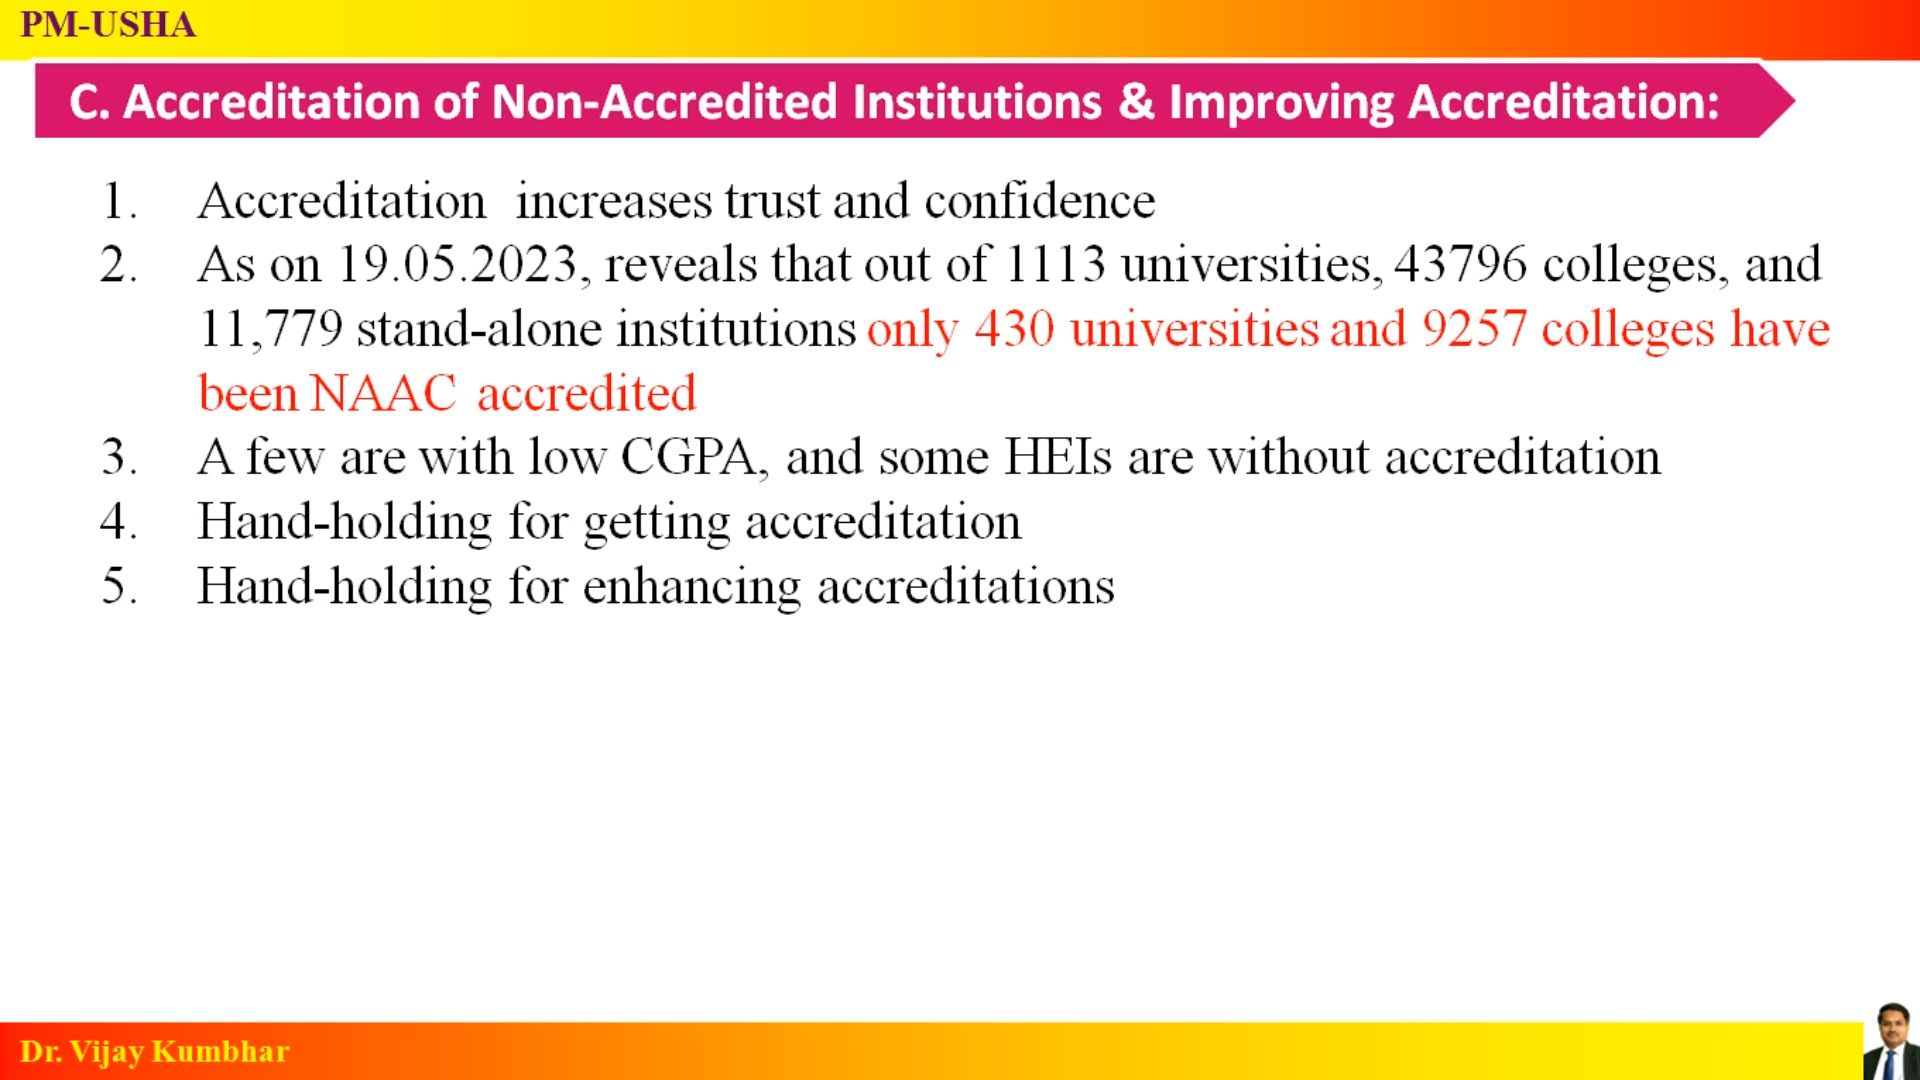 PM-USHA
C. Accreditation of Non-Accredited Institutions & Improving Accreditation:
1. Accreditation increases trust and confidence
2. As on 19.05.2023, reveals that out of 1113 universities, 43796 colleges, and
11,779 stand-alone institutions only 430 universities and 9257 colleges have
been NAAC accredited
3. A few are with low CGPA, and some HEIs are without accreditation
4. Hand-holding for getting accreditation
5. Hand-holding for enhancing accreditations
Dr. Vijay Kumbhar